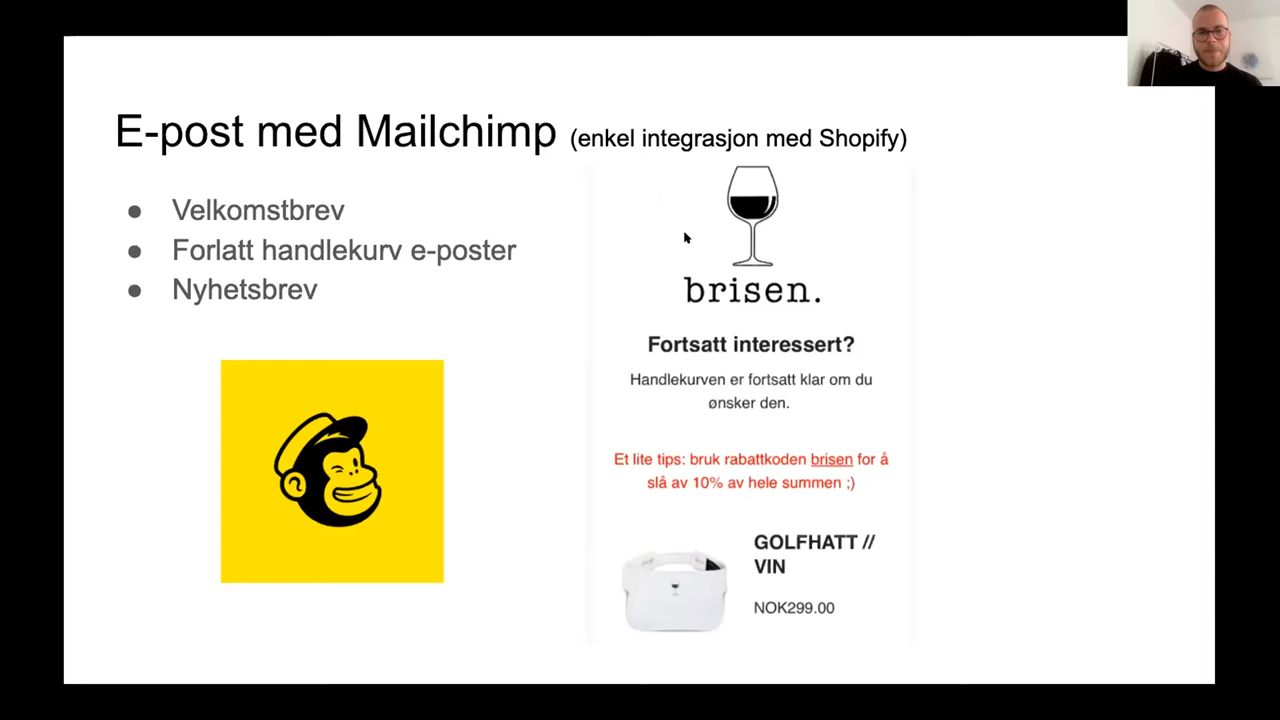 E-post med Mailchimp (enkel integrasjon med Shopify)
● Velkomstbrev
● Forlatt handlekurv e-poster
● Nyhetsbrev
brisen.
Fortsatt interessert?
Handlekurven er fortsatt klar om du
ønsker den.
Et lite tips: bruk rabattkoden brisen for å
slå av 10% av hele summen ;)
GOLFHATT //
VIN
NOK299.00